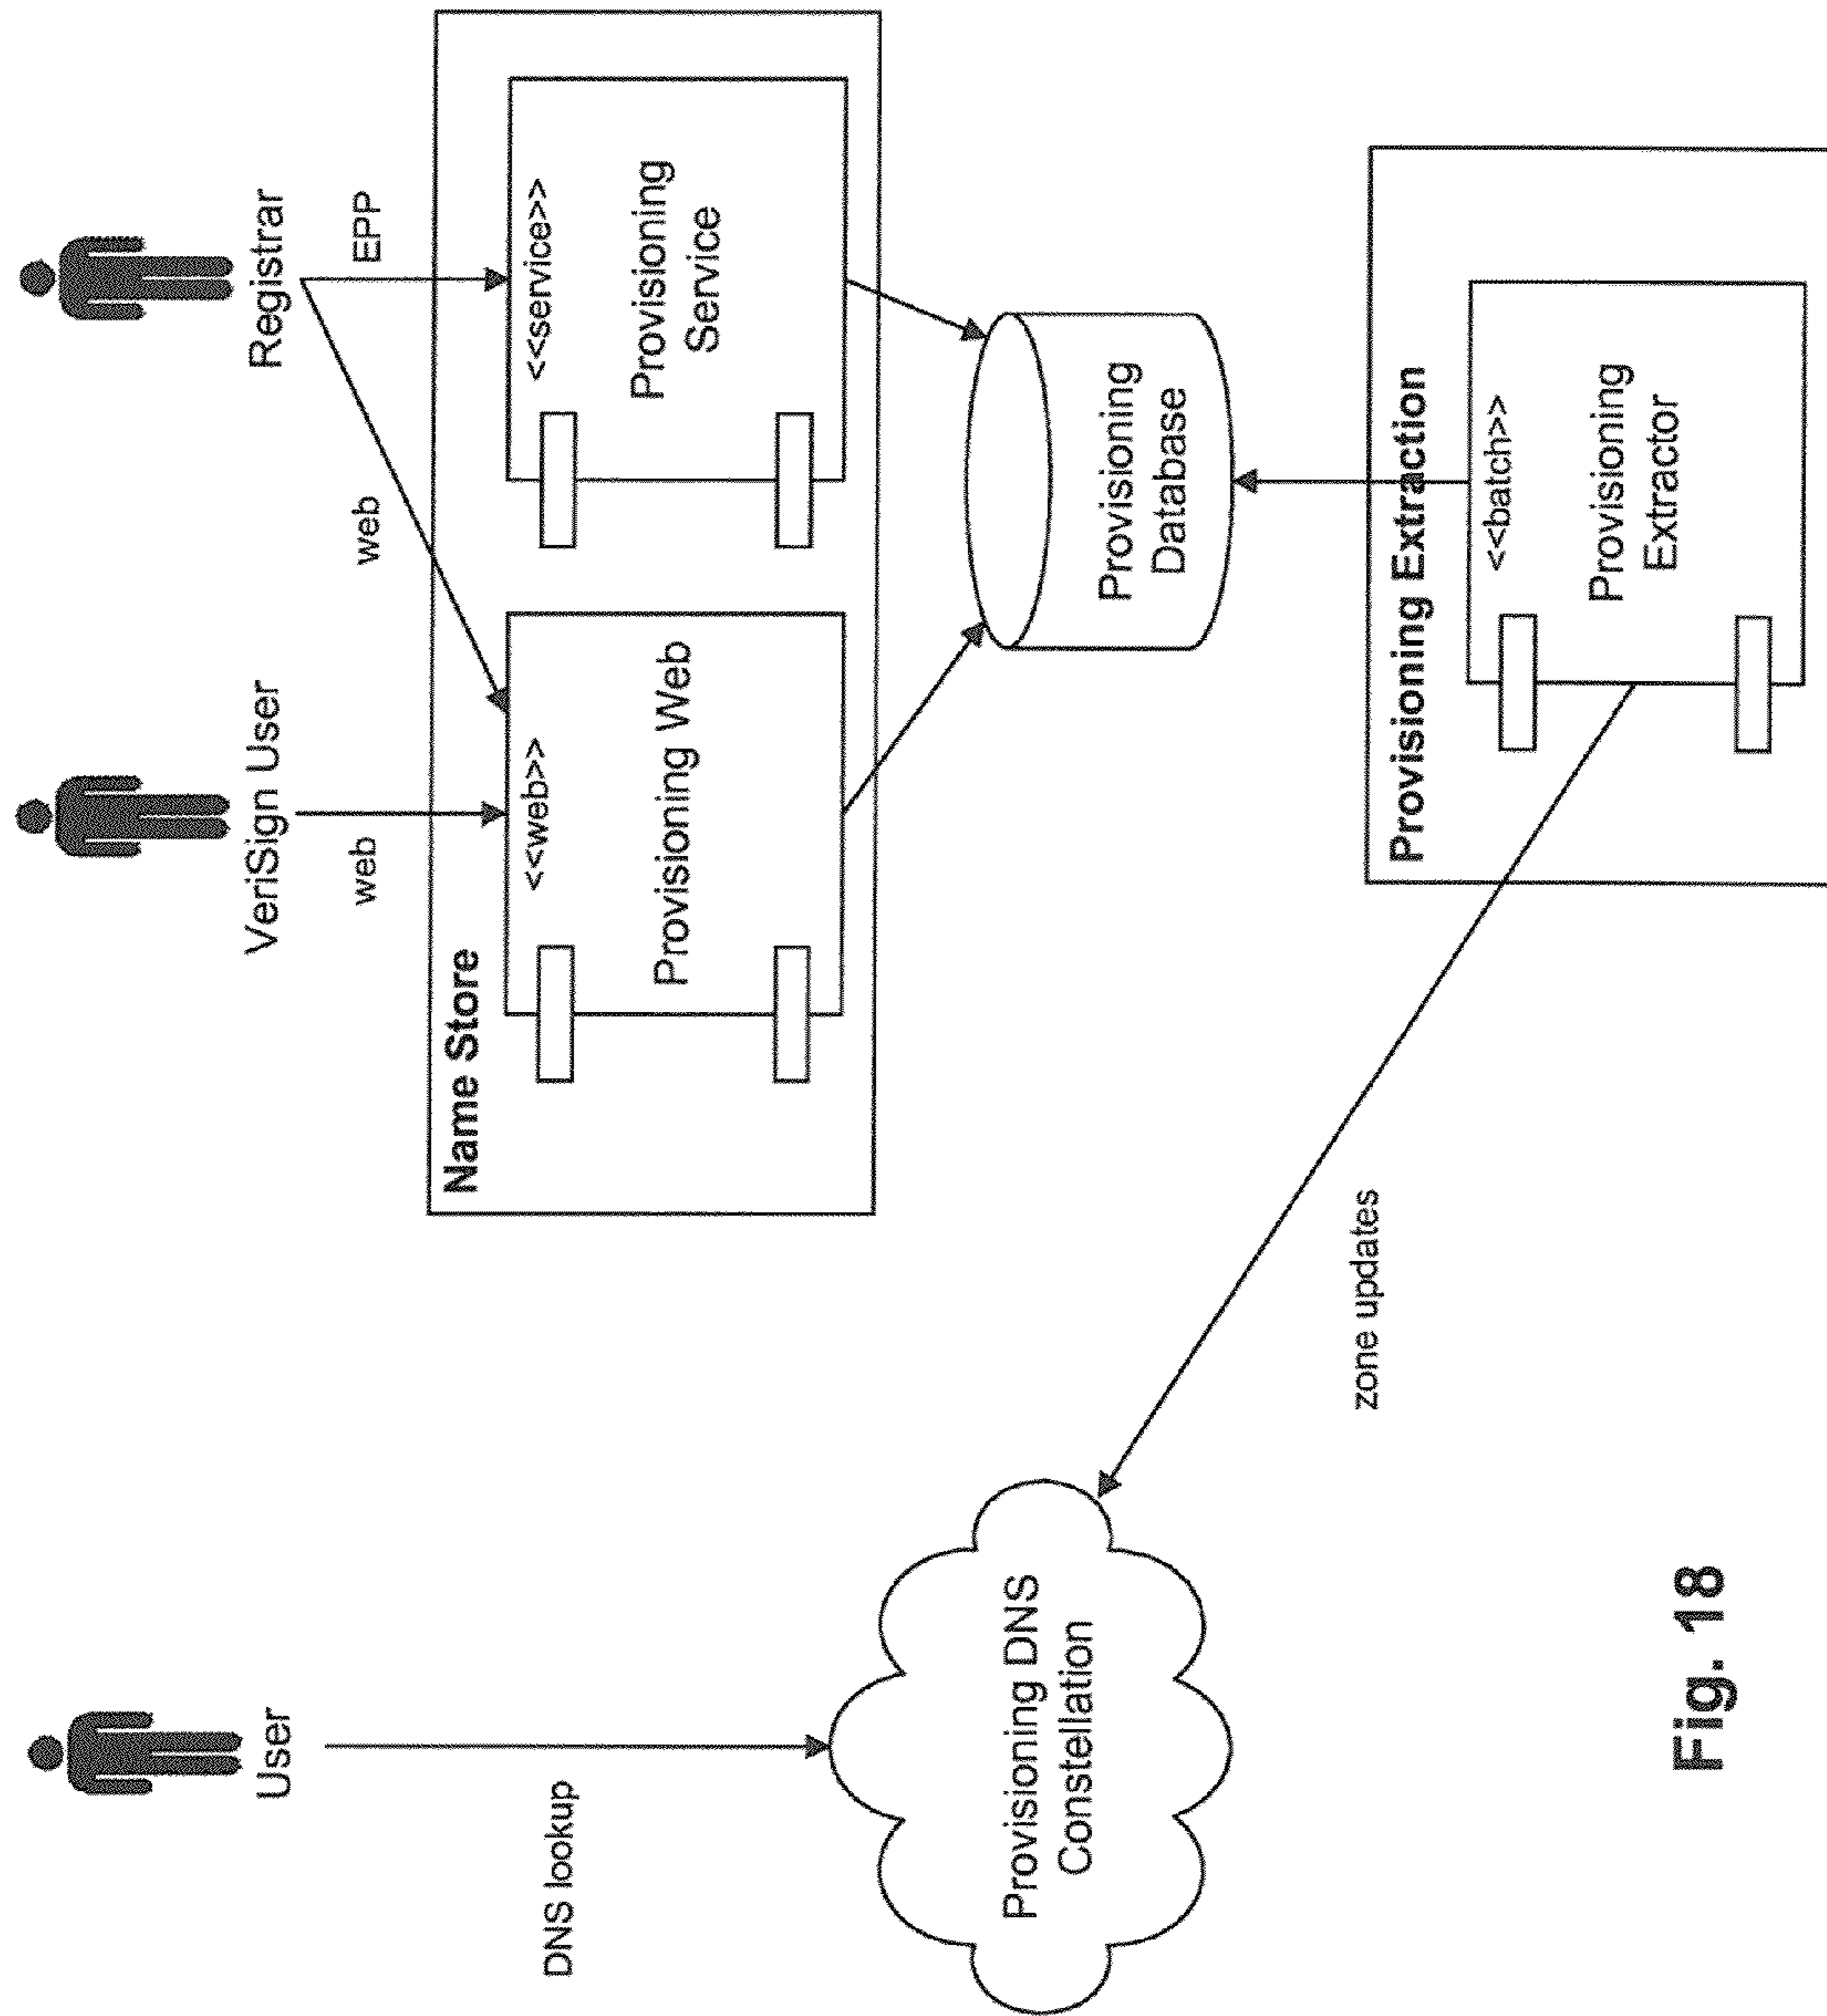 User
VeriSign User
Registrar
DNS lookup
web
web
EPP
Name Store
<<web>>
Provisioning Web
<<service>>
Provisioning
Service
Provisioning DNS
Constellation
Provisioning
Database
zone updates
Provisioning Extraction
<<batch>>
Provisioning
Extractor
Fig. 18